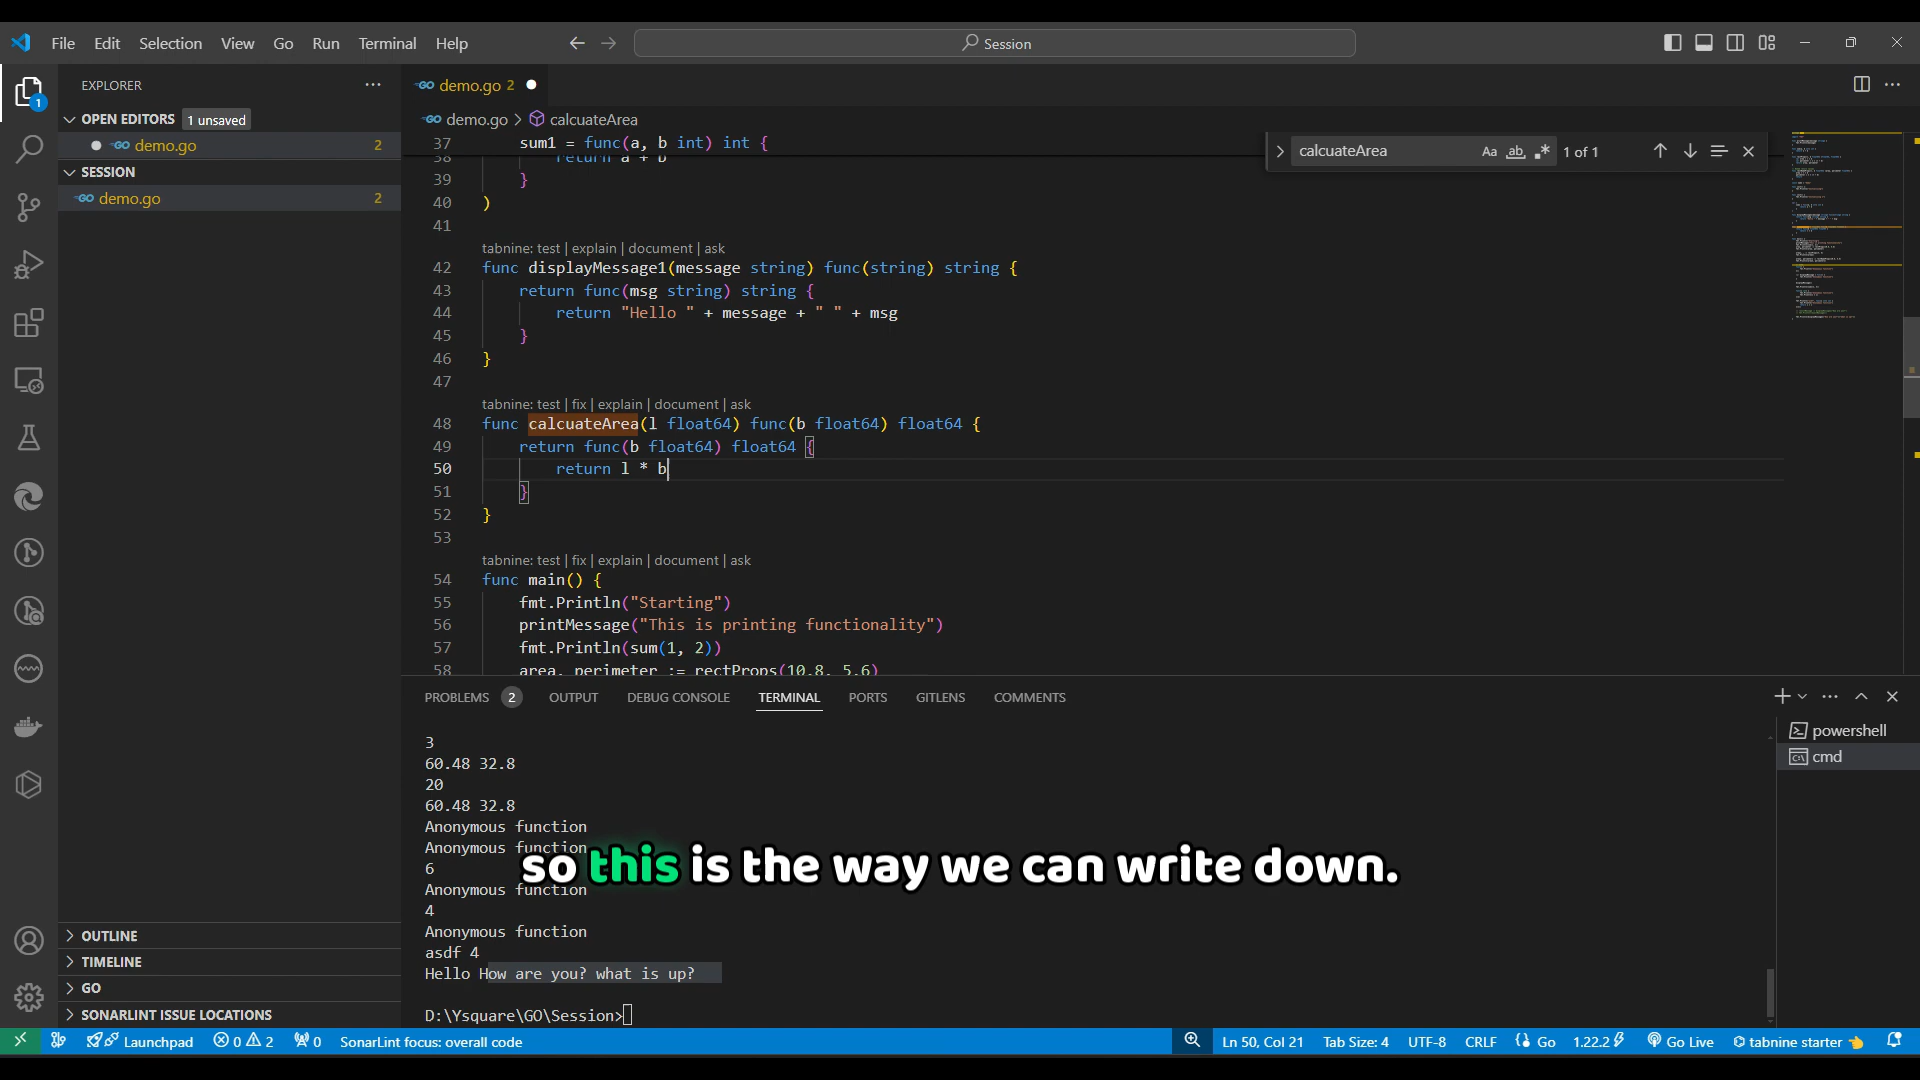 File Edit Selection View Go Run Terminal Help
Session
EXPLORER
OPEN EDITORS 1 unsaved
demo.go 2
SESSION
demo.go 2
OUTLINE
TIMELINE
GO
SONARLINT ISSUE LOCATIONS
demo.go 2
demo.go > calcuateArea
calcuateArea Aa ab 1 of 1
37 sum1 = func(a, b int) int {
38 return a + b
39 }
40 )
41
tabnine: test | explain | document | ask
42 func displayMessage1(message string) func(string) string {
43 return func(msg string) string {
44 return "Hello " + message + " " + msg
45 }
46 }
47
tabnine: test | fix | explain | document | ask
48 func calcuateArea(l float64) func(b float64) float64 {
49 return func(b float64) float64 {
50 return l * b
51 }
52 }
53
tabnine: test | fix | explain | document | ask
54 func main() {
55 fmt.Println("Starting")
56 printMessage("This is printing functionality")
57 fmt.Println(sum(1, 2))
58 area, perimeter := rectProps(10.8, 5.6)
PROBLEMS 2 OUTPUT DEBUG CONSOLE TERMINAL PORTS GITLENS COMMENTS
powershell
cmd
3
60.48 32.8
20
60.48 32.8
Anonymous function
Anonymous function
6
Anonymous function
4
Anonymous function
asdf 4
Hello How are you? what is up?
D:\Ysquare\GO\Session>
so this is the way we can write down.
Launchpad 0 2 0 SonarLint focus: overall code Ln 50, Col 21 Tab Size: 4 UTF-8 CRLF Go 1.22.2 Go Live tabnine starter